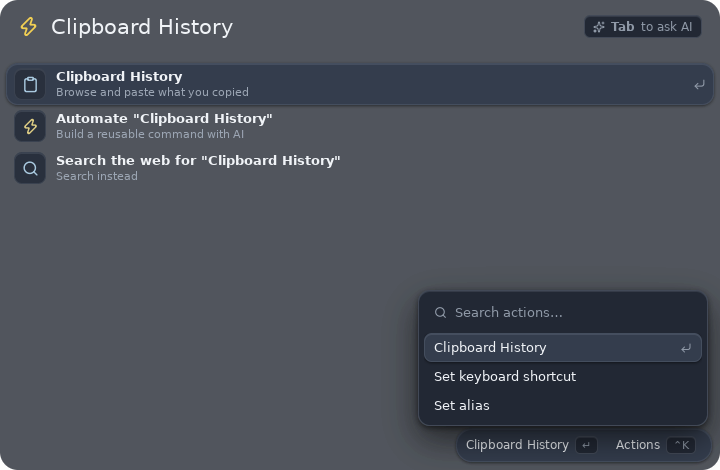 Clipboard History
Tab to ask AI
Clipboard History
Browse and paste what you copied
Automate "Clipboard History"
Build a reusable command with AI
Search the web for "Clipboard History"
Search instead
Search actions...
Clipboard History
Set keyboard shortcut
Set alias
Clipboard History ↵ Actions ^K